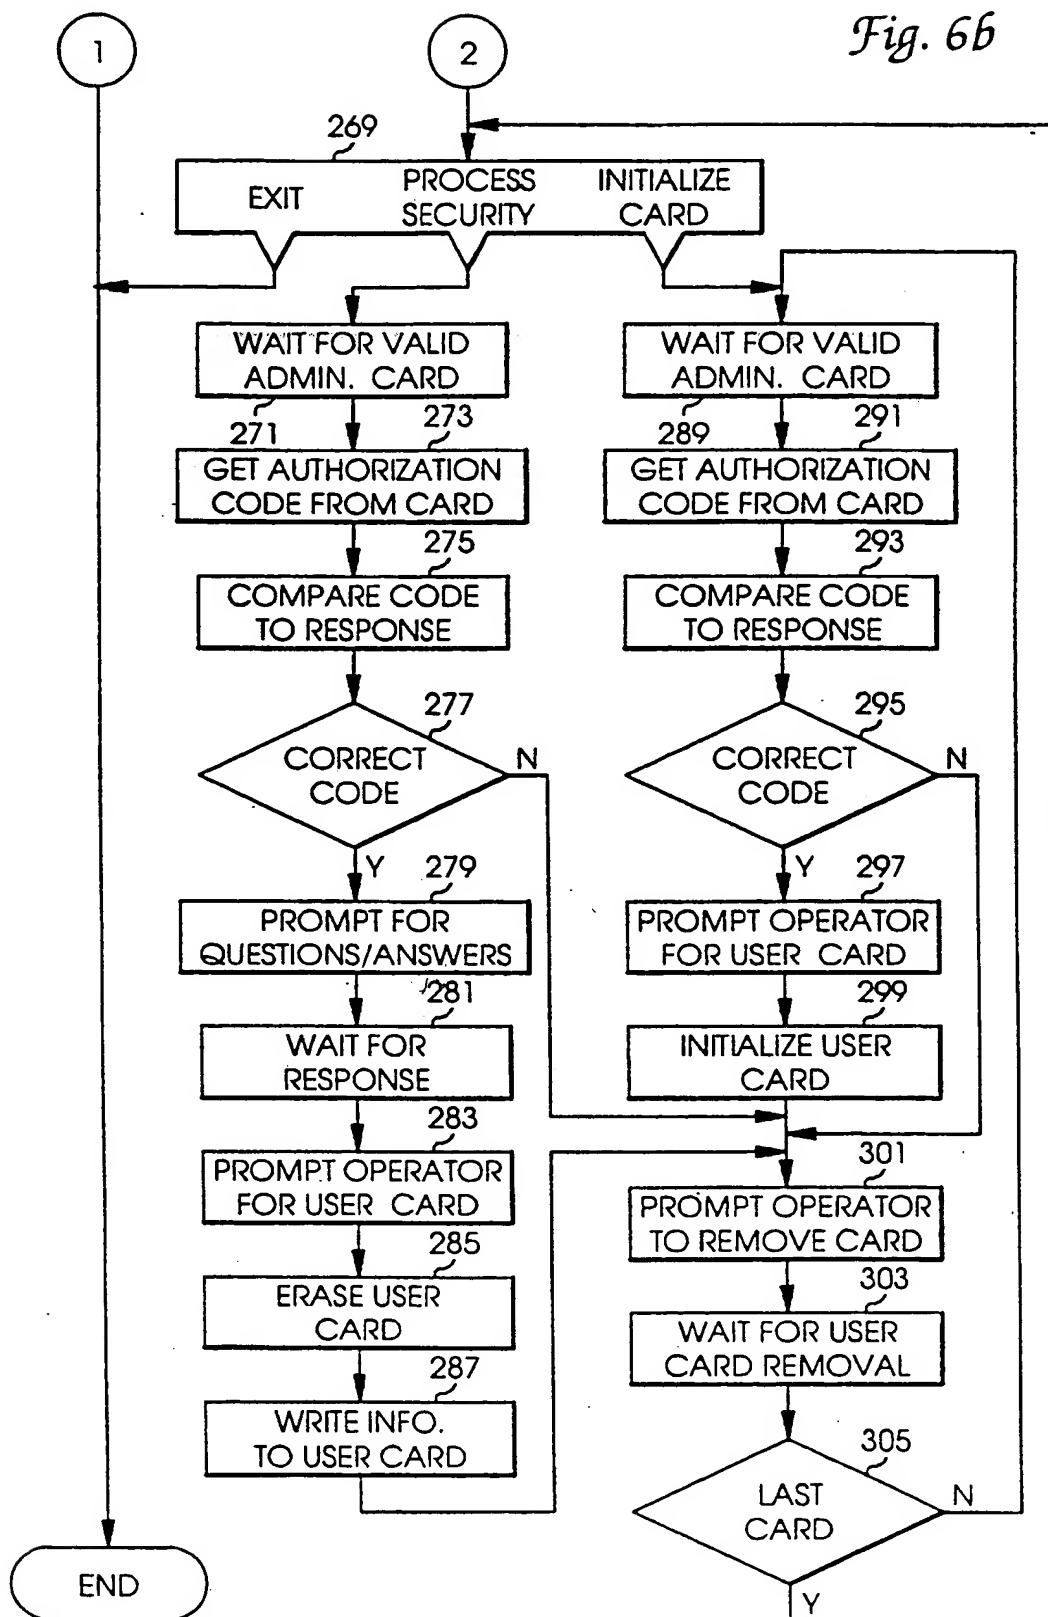 Fig. 6b
1
2
269
EXIT
PROCESS
SECURITY
INITIALIZE
CARD
WAIT FOR VALID
ADMIN. CARD
271
273
GET AUTHORIZATION
CODE FROM CARD
275
COMPARE CODE
TO RESPONSE
277
CORRECT
CODE
N
Y
279
PROMPT FOR
QUESTIONS/ANSWERS
281
WAIT FOR
RESPONSE
283
PROMPT OPERATOR
FOR USER CARD
285
ERASE USER
CARD
287
WRITE INFO.
TO USER CARD
WAIT FOR VALID
ADMIN. CARD
289
291
GET AUTHORIZATION
CODE FROM CARD
293
COMPARE CODE
TO RESPONSE
295
CORRECT
CODE
N
Y
297
PROMPT OPERATOR
FOR USER CARD
299
INITIALIZE USER
CARD
301
PROMPT OPERATOR
TO REMOVE CARD
303
WAIT FOR USER
CARD REMOVAL
305
LAST
CARD
N
Y
END